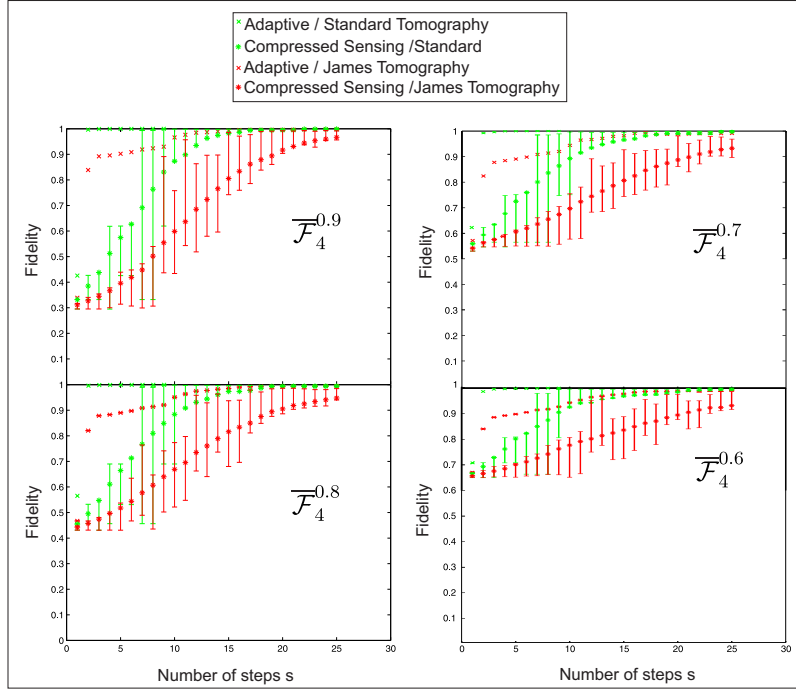 Adaptive / Standard Tomography
Compressed Sensing /Standard
Adaptive / James Tomography
Compressed Sensing /James Tomography
1
0.9
0.8
0.7
0.6
0.5
0.4
0.3
0.2
0.1
Fidelity
$\overline{\mathcal{F}}_4^{0.9}$
1
0.9
0.8
0.7
0.6
0.5
0.4
0.3
0.2
0.1
Fidelity
$\overline{\mathcal{F}}_4^{0.7}$
1
0.9
0.8
0.7
0.6
0.5
0.4
0.3
0.2
0.1
0
Fidelity
$\overline{\mathcal{F}}_4^{0.8}$
0 5 10 15 20 25 30
Number of steps s
1
0.9
0.8
0.7
0.6
0.5
0.4
0.3
0.2
0.1
0
Fidelity
$\overline{\mathcal{F}}_4^{0.6}$
0 5 10 15 20 25 30
Number of steps s